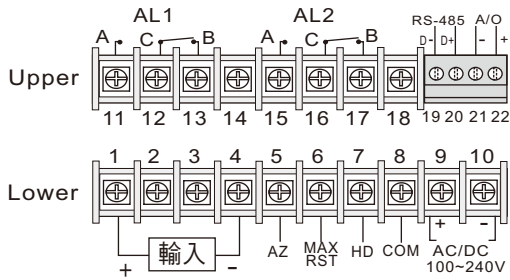 AL1 AL2 RS-485 A/O
A C B A C B D- D+ - +
Upper
11 12 13 14 15 16 17 18 19 20 21 22
1 2 3 4 5 6 7 8 9 10
Lower
+ 輸入 - AZ MAX RST HD COM + -
AC/DC
100~240V